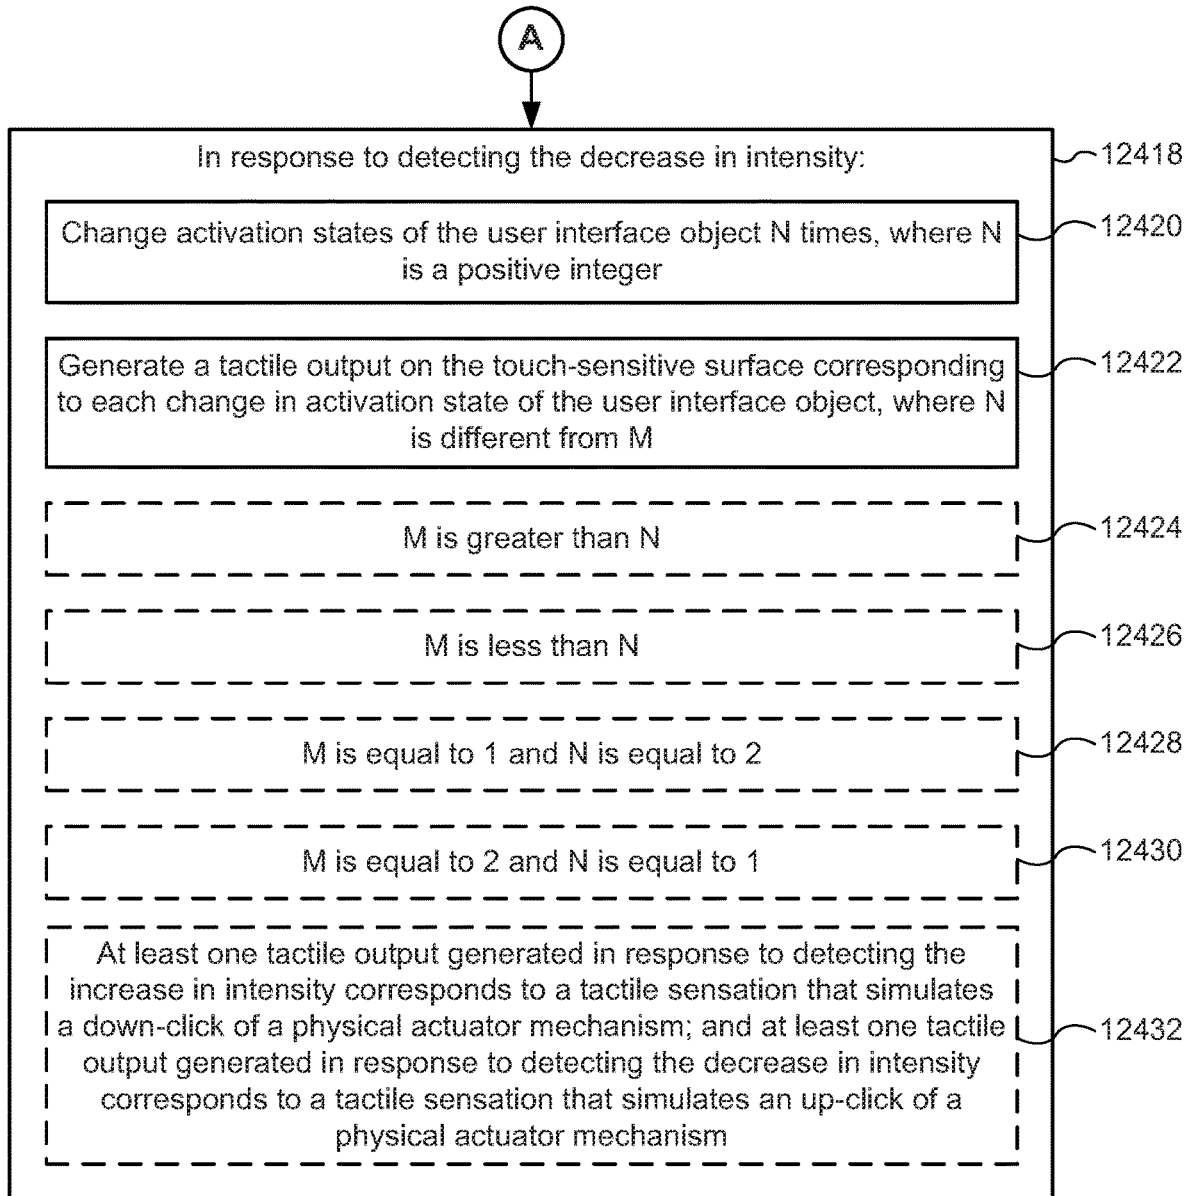 A
In response to detecting the decrease in intensity:
12418
Change activation states of the user interface object N times, where N
is a positive integer
12420
Generate a tactile output on the touch-sensitive surface corresponding
to each change in activation state of the user interface object, where N
is different from M
12422
M is greater than N
12424
M is less than N
12426
M is equal to 1 and N is equal to 2
12428
M is equal to 2 and N is equal to 1
12430
At least one tactile output generated in response to detecting the
increase in intensity corresponds to a tactile sensation that simulates
a down-click of a physical actuator mechanism; and at least one tactile
output generated in response to detecting the decrease in intensity
corresponds to a tactile sensation that simulates an up-click of a
physical actuator mechanism
12432